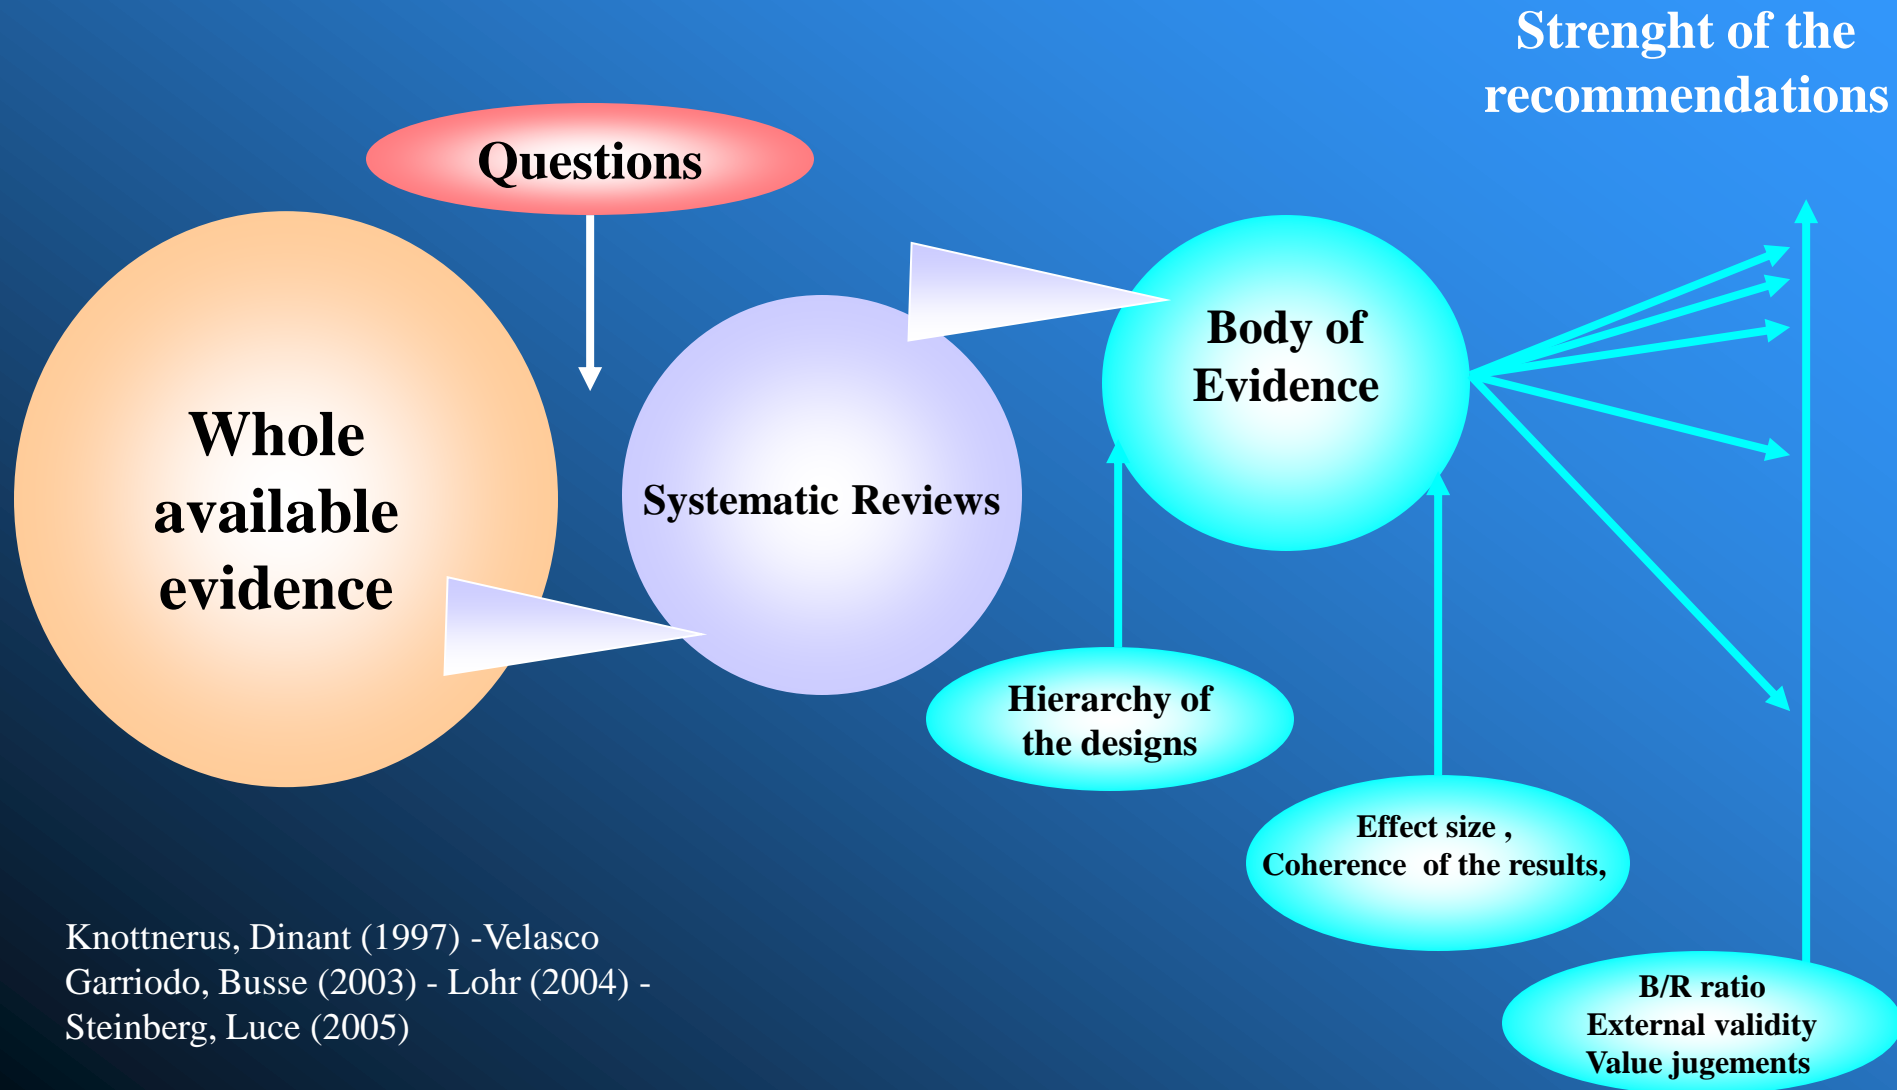 Strenght of the
recommendations
Questions
Whole
available
evidence
Systematic Reviews
Body of
Evidence
Hierarchy of
the designs
Effect size ,
Coherence of the results,
B/R ratio
External validity
Value jugements
Knottnerus, Dinant (1997) -Velasco
Garriodo, Busse (2003) - Lohr (2004) -
Steinberg, Luce (2005)